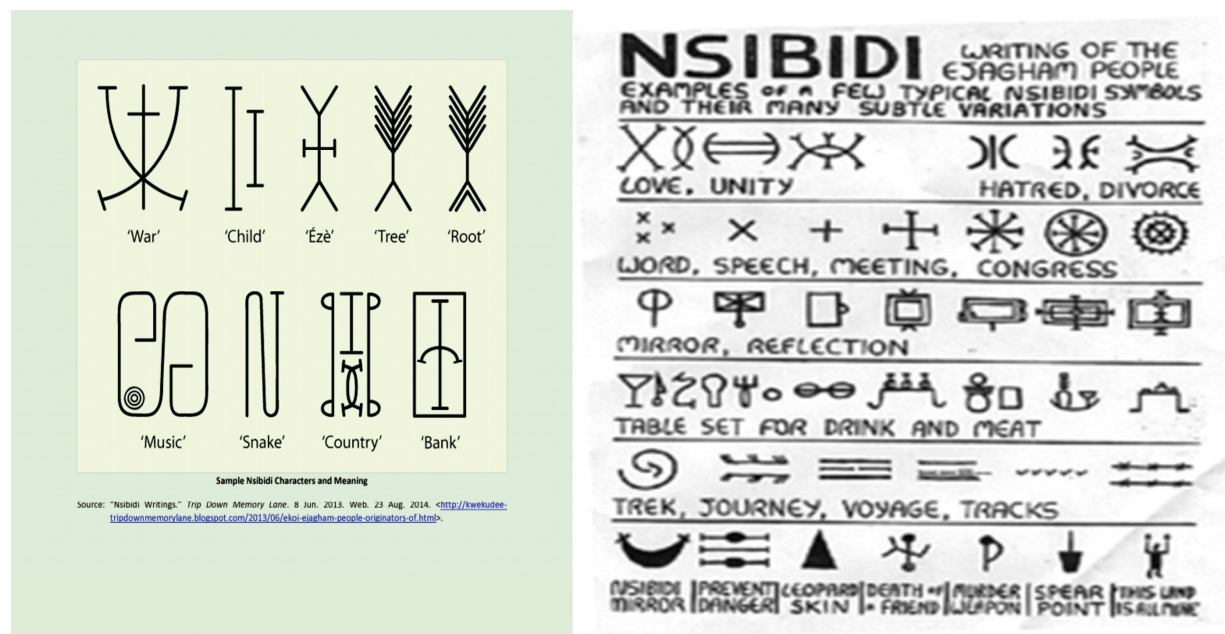 ‘War’ ‘Child’ ‘Ézè’ ‘Tree’ ‘Root’
‘Music’ ‘Snake’ ‘Country’ ‘Bank’
Sample Nsibidi Characters and Meaning
Source: “Nsibidi Writings.” Trip Down Memory Lane. 8 Jun. 2013. Web. 23 Aug. 2014. <http://kwekudee-
tripdownmemorylane.blogspot.com/2013/06/ekoi-ejagham-people-originators-of.html>.
NSIBIDI WRITING OF THE
EJAGHAM PEOPLE
EXAMPLES OF A FEW TYPICAL NSIBIDI SYMBOLS
AND THEIR MANY SUBTLE VARIATIONS
LOVE, UNITY HATRED, DIVORCE
WORD, SPEECH, MEETING, CONGRESS
MIRROR, REFLECTION
TABLE SET FOR DRINK AND MEAT
TREK, JOURNEY, VOYAGE, TRACKS
NSIBIDI PREVENT LEOPARD DEATH OF MURDER SPEAR THIS LAND
MIRROR DANGER SKIN A FRIEND WEAPON POINT IS ALL MINE